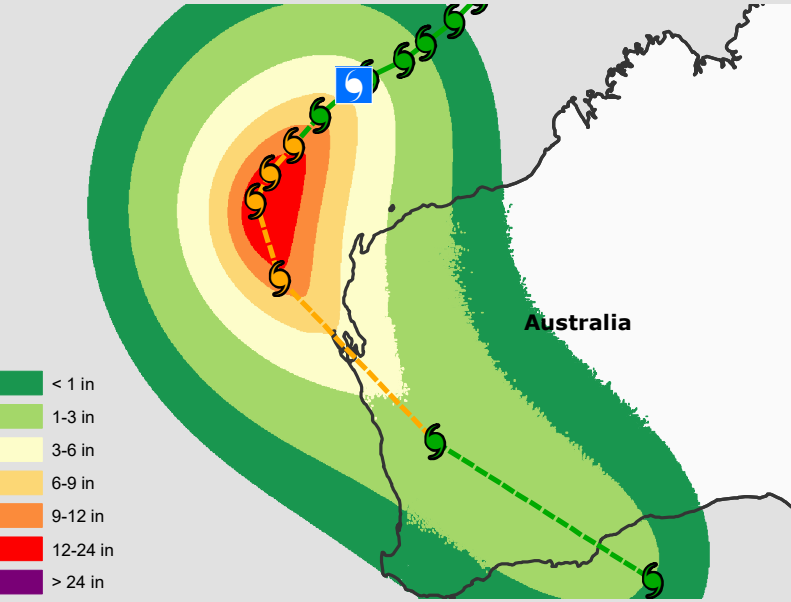 Australia
< 1 in
1-3 in
3-6 in
6-9 in
9-12 in
12-24 in
> 24 in